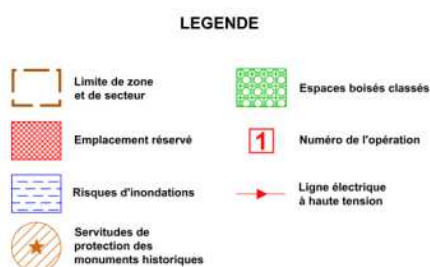 LEGENDE
Limite de zone
et de secteur
Espaces boisés classés
Emplacement réservé
1
Numéro de l'opération
Risques d'inondations
Ligne électrique
à haute tension
Servitudes de
protection des
monuments historiques